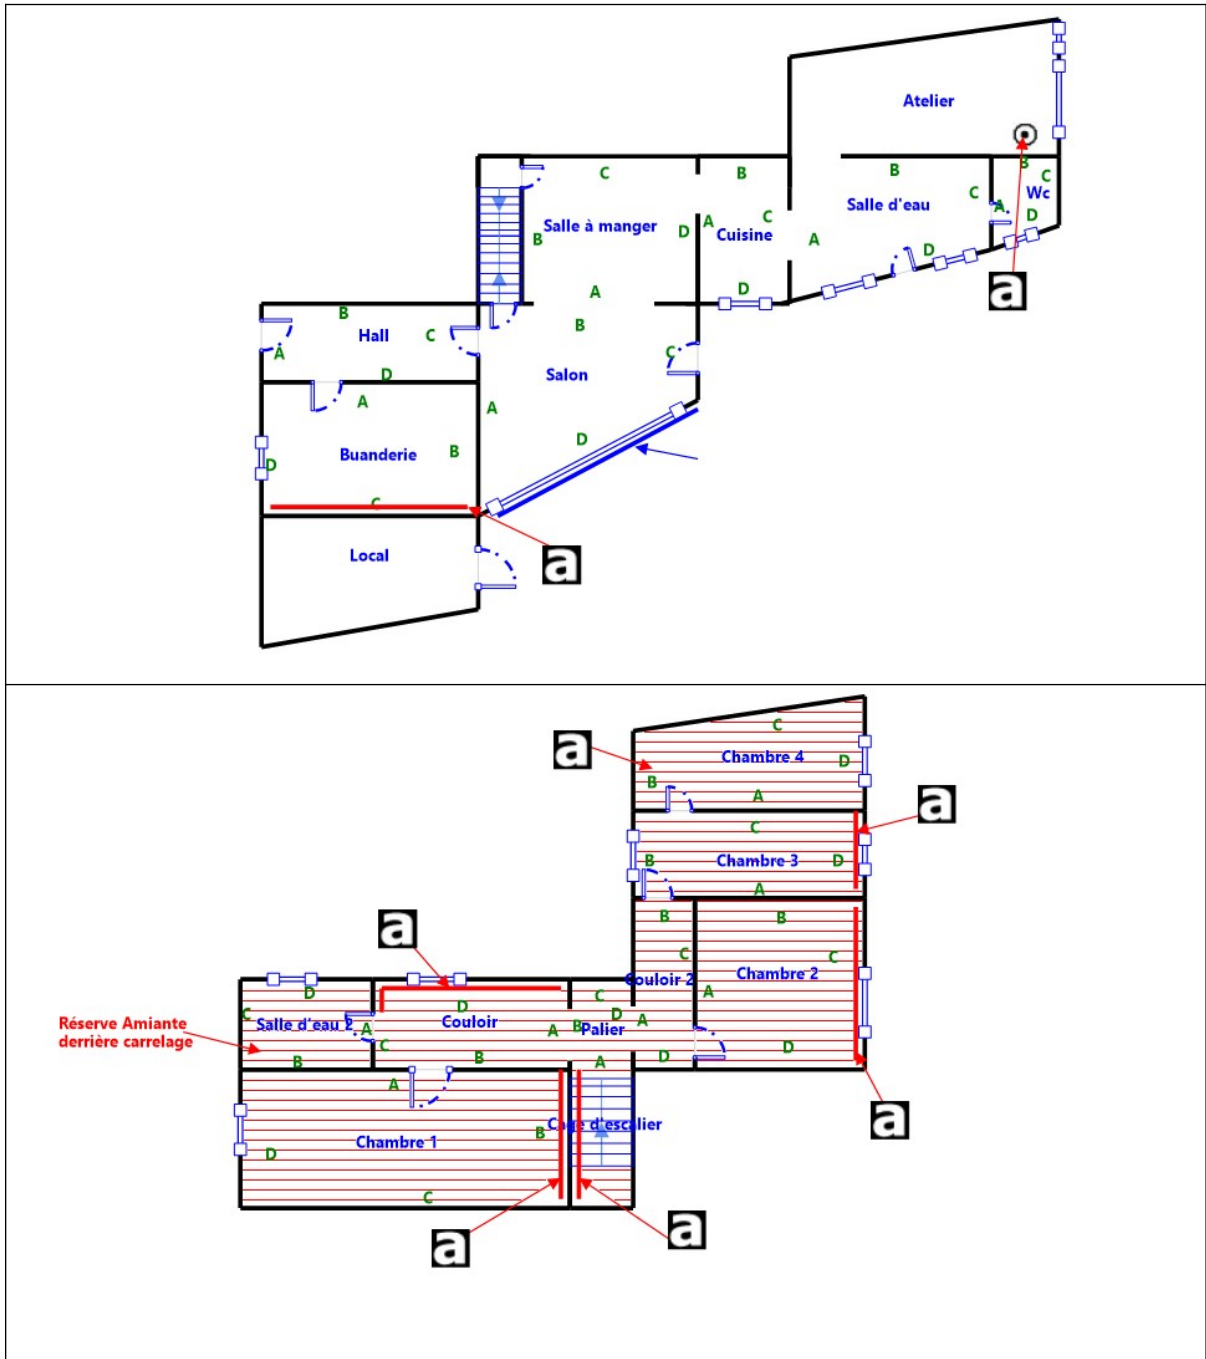 Atelier
B
C
A
Wc
D
a
C
B
B
C
Salle d'eau
A
D
Salle à manger
B
D
A
C
Cuisine
A
D
A
B
B
Hall
C
A
D
C
Salon
A
A
D
Buanderie
B
D
C
a
Local
C
a
Chambre 4
D
B
A
a
C
B
Chambre 3
D
A
B
B
a
C
C
Couloir 2
Chambre 2
A
D
C
D
C
Réserve Amiante
derrière carrelage
Salle d'eau 2
A
Couloir
D
A
B
Palier
A
C
B
B
A
D
D
A
a
B
Cage d'escalier
Chambre 1
D
C
a
a